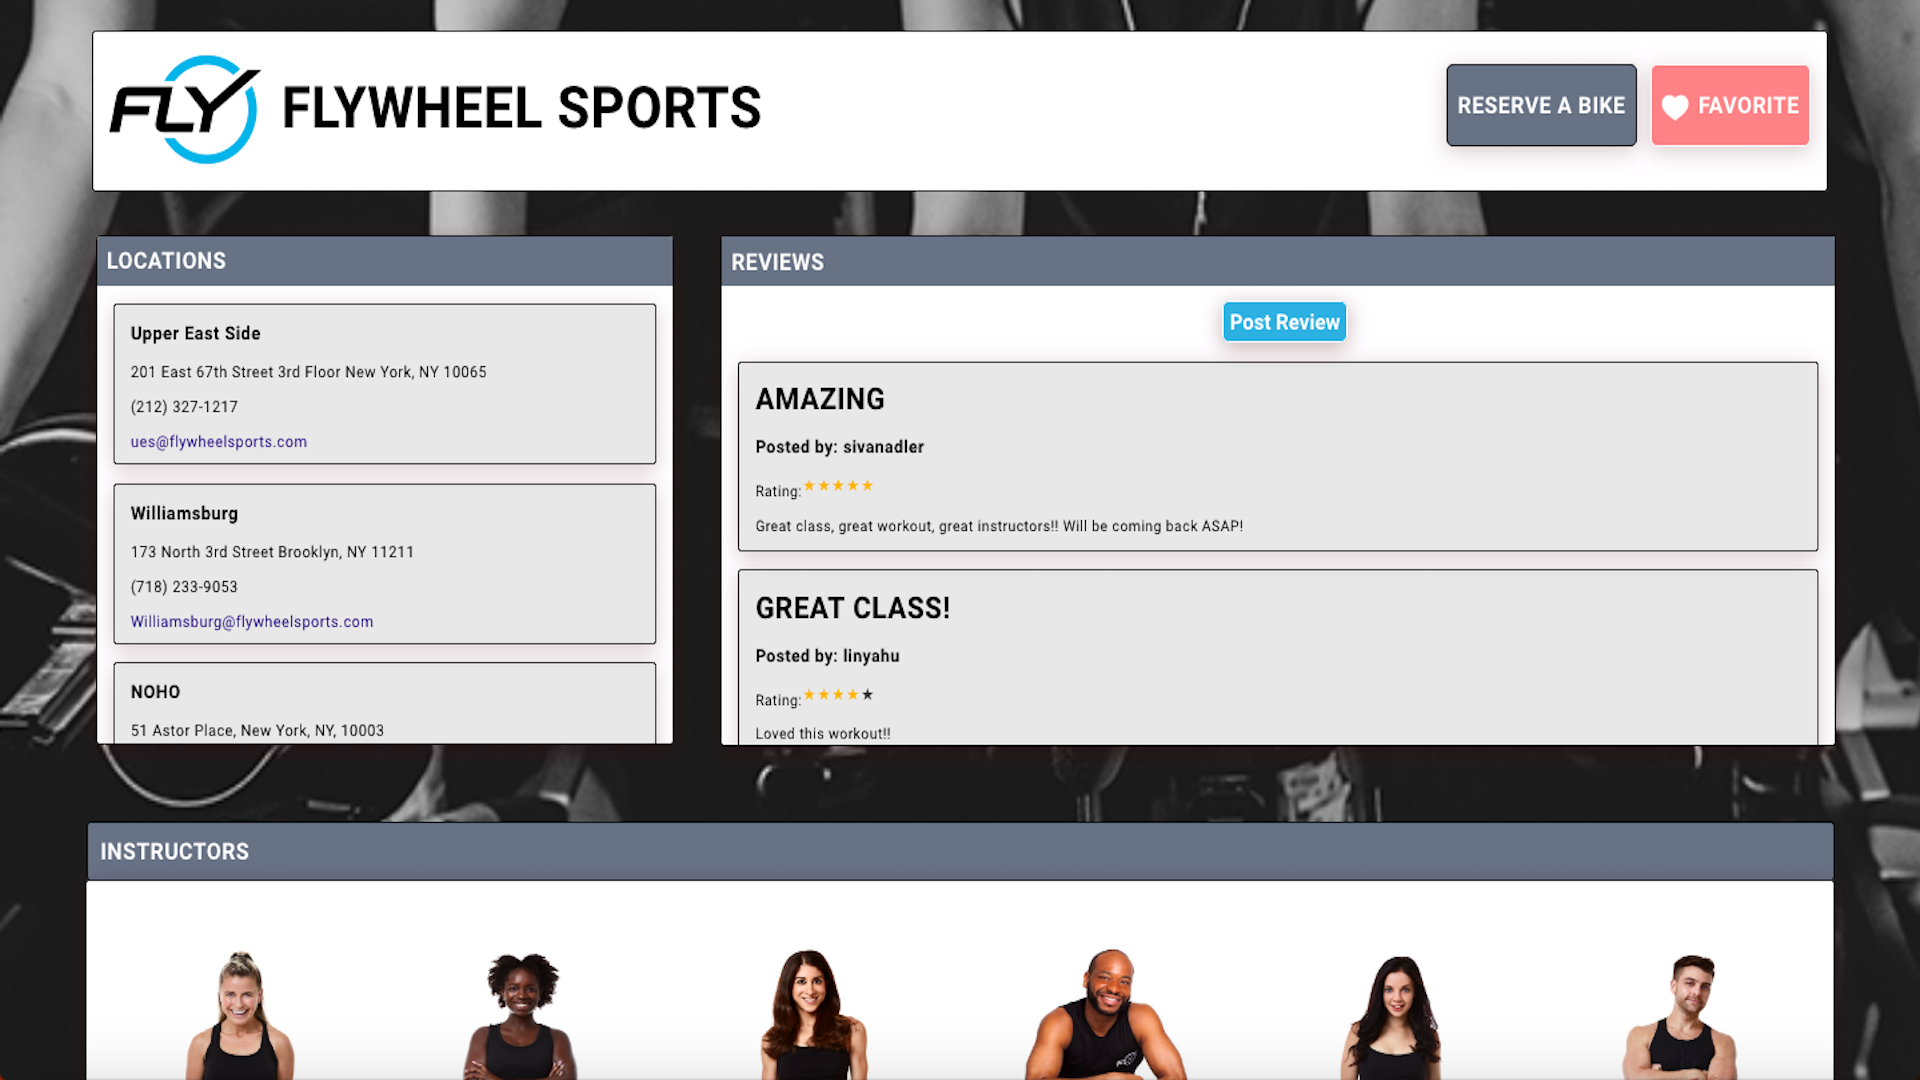 FLY
FLYWHEEL SPORTS
RESERVE A BIKE
FAVORITE
LOCATIONS
Upper East Side
201 East 67th Street 3rd Floor New York, NY 10065
(212) 327-1217
ues@flywheelsports.com
Williamsburg
173 North 3rd Street Brooklyn, NY 11211
(718) 233-9053
Williamsburg@flywheelsports.com
NOHO
51 Astor Place, New York, NY, 10003
REVIEWS
Post Review
AMAZING
Posted by: sivanadler
Rating:★★★★★
Great class, great workout, great instructors!! Will be coming back ASAP!
GREAT CLASS!
Posted by: linyahu
Rating:★★★★★
Loved this workout!!
INSTRUCTORS